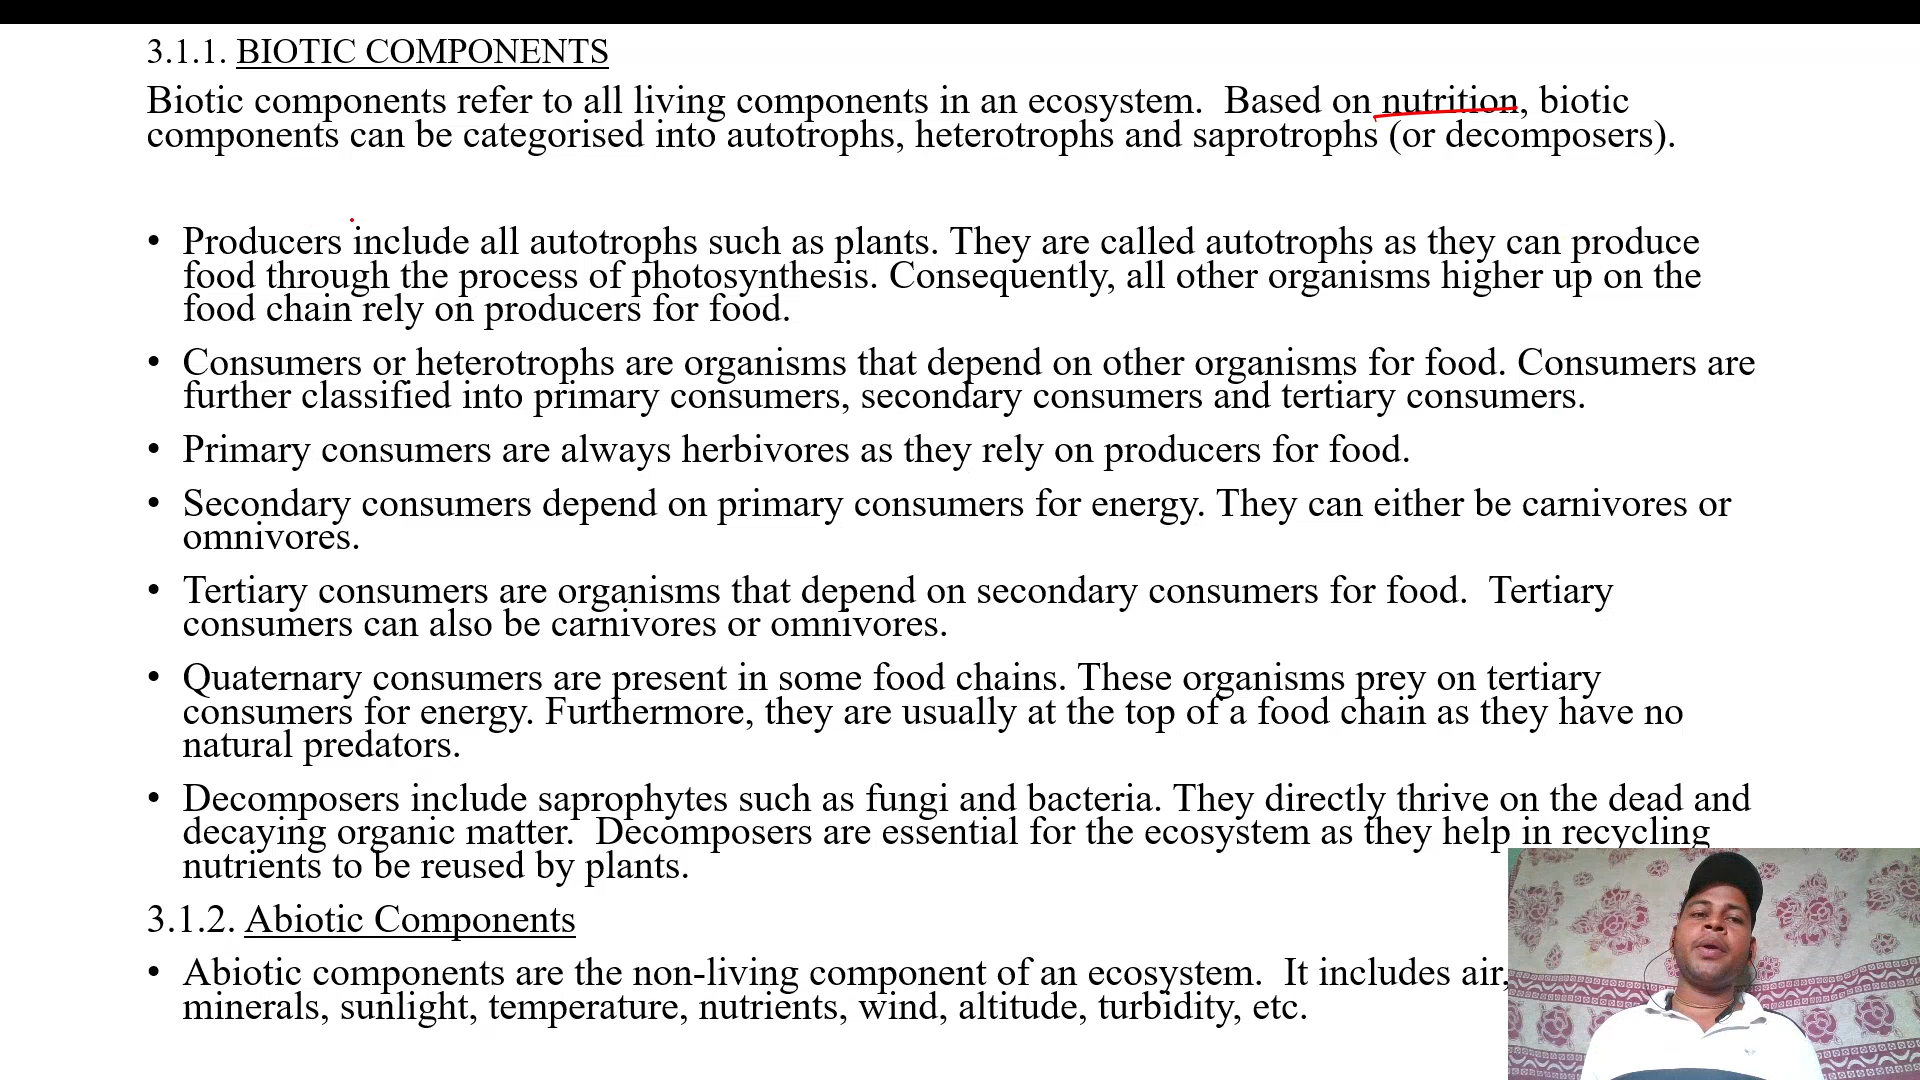 3.1.1. BIOTIC COMPONENTS
Biotic components refer to all living components in an ecosystem.  Based on nutrition, biotic
components can be categorised into autotrophs, heterotrophs and saprotrophs (or decomposers).
• Producers include all autotrophs such as plants. They are called autotrophs as they can produce
food through the process of photosynthesis. Consequently, all other organisms higher up on the
food chain rely on producers for food.
• Consumers or heterotrophs are organisms that depend on other organisms for food. Consumers are
further classified into primary consumers, secondary consumers and tertiary consumers.
• Primary consumers are always herbivores as they rely on producers for food.
• Secondary consumers depend on primary consumers for energy. They can either be carnivores or
omnivores.
• Tertiary consumers are organisms that depend on secondary consumers for food.  Tertiary
consumers can also be carnivores or omnivores.
• Quaternary consumers are present in some food chains. These organisms prey on tertiary
consumers for energy. Furthermore, they are usually at the top of a food chain as they have no
natural predators.
• Decomposers include saprophytes such as fungi and bacteria. They directly thrive on the dead and
decaying organic matter.  Decomposers are essential for the ecosystem as they help in recycling
nutrients to be reused by plants.
3.1.2. Abiotic Components
• Abiotic components are the non-living component of an ecosystem.  It includes air,
minerals, sunlight, temperature, nutrients, wind, altitude, turbidity, etc.